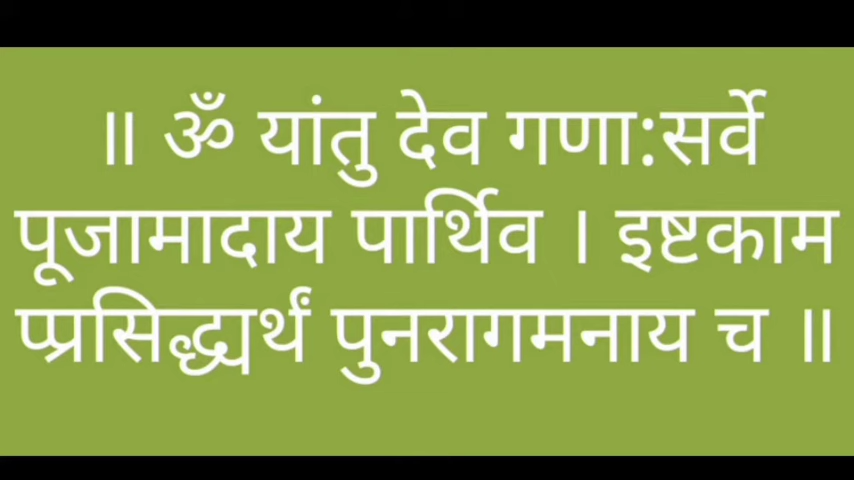 ॥ ॐ यांतु देव गणा:सर्वे
पूजामादाय पार्थिव । इष्टकाम
प्प्रसिद्ध्यर्थं पुनरागमनाय च ॥